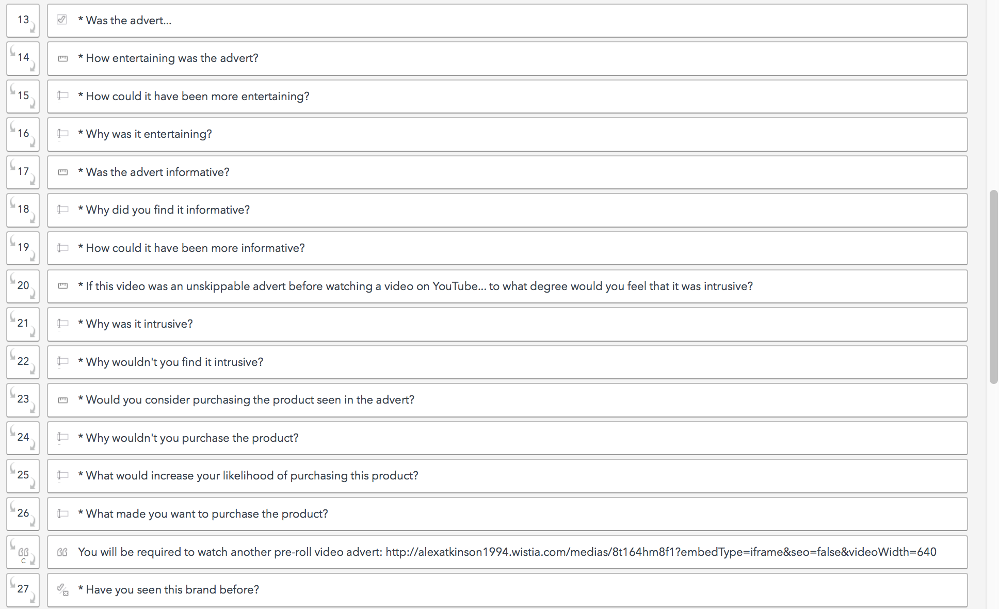 13 * Was the advert...
14 * How entertaining was the advert?
15 * How could it have been more entertaining?
16 * Why was it entertaining?
17 * Was the advert informative?
18 * Why did you find it informative?
19 * How could it have been more informative?
20 * If this video was an unskippable advert before watching a video on YouTube... to what degree would you feel that it was intrusive?
21 * Why was it intrusive?
22 * Why wouldn't you find it intrusive?
23 * Would you consider purchasing the product seen in the advert?
24 * Why wouldn't you purchase the product?
25 * What would increase your likelihood of purchasing this product?
26 * What made you want to purchase the product?
C You will be required to watch another pre-roll video advert: http://alexatkinson1994.wistia.com/medias/8t164hm8f1?embedType=iframe&seo=false&videoWidth=640
27 * Have you seen this brand before?